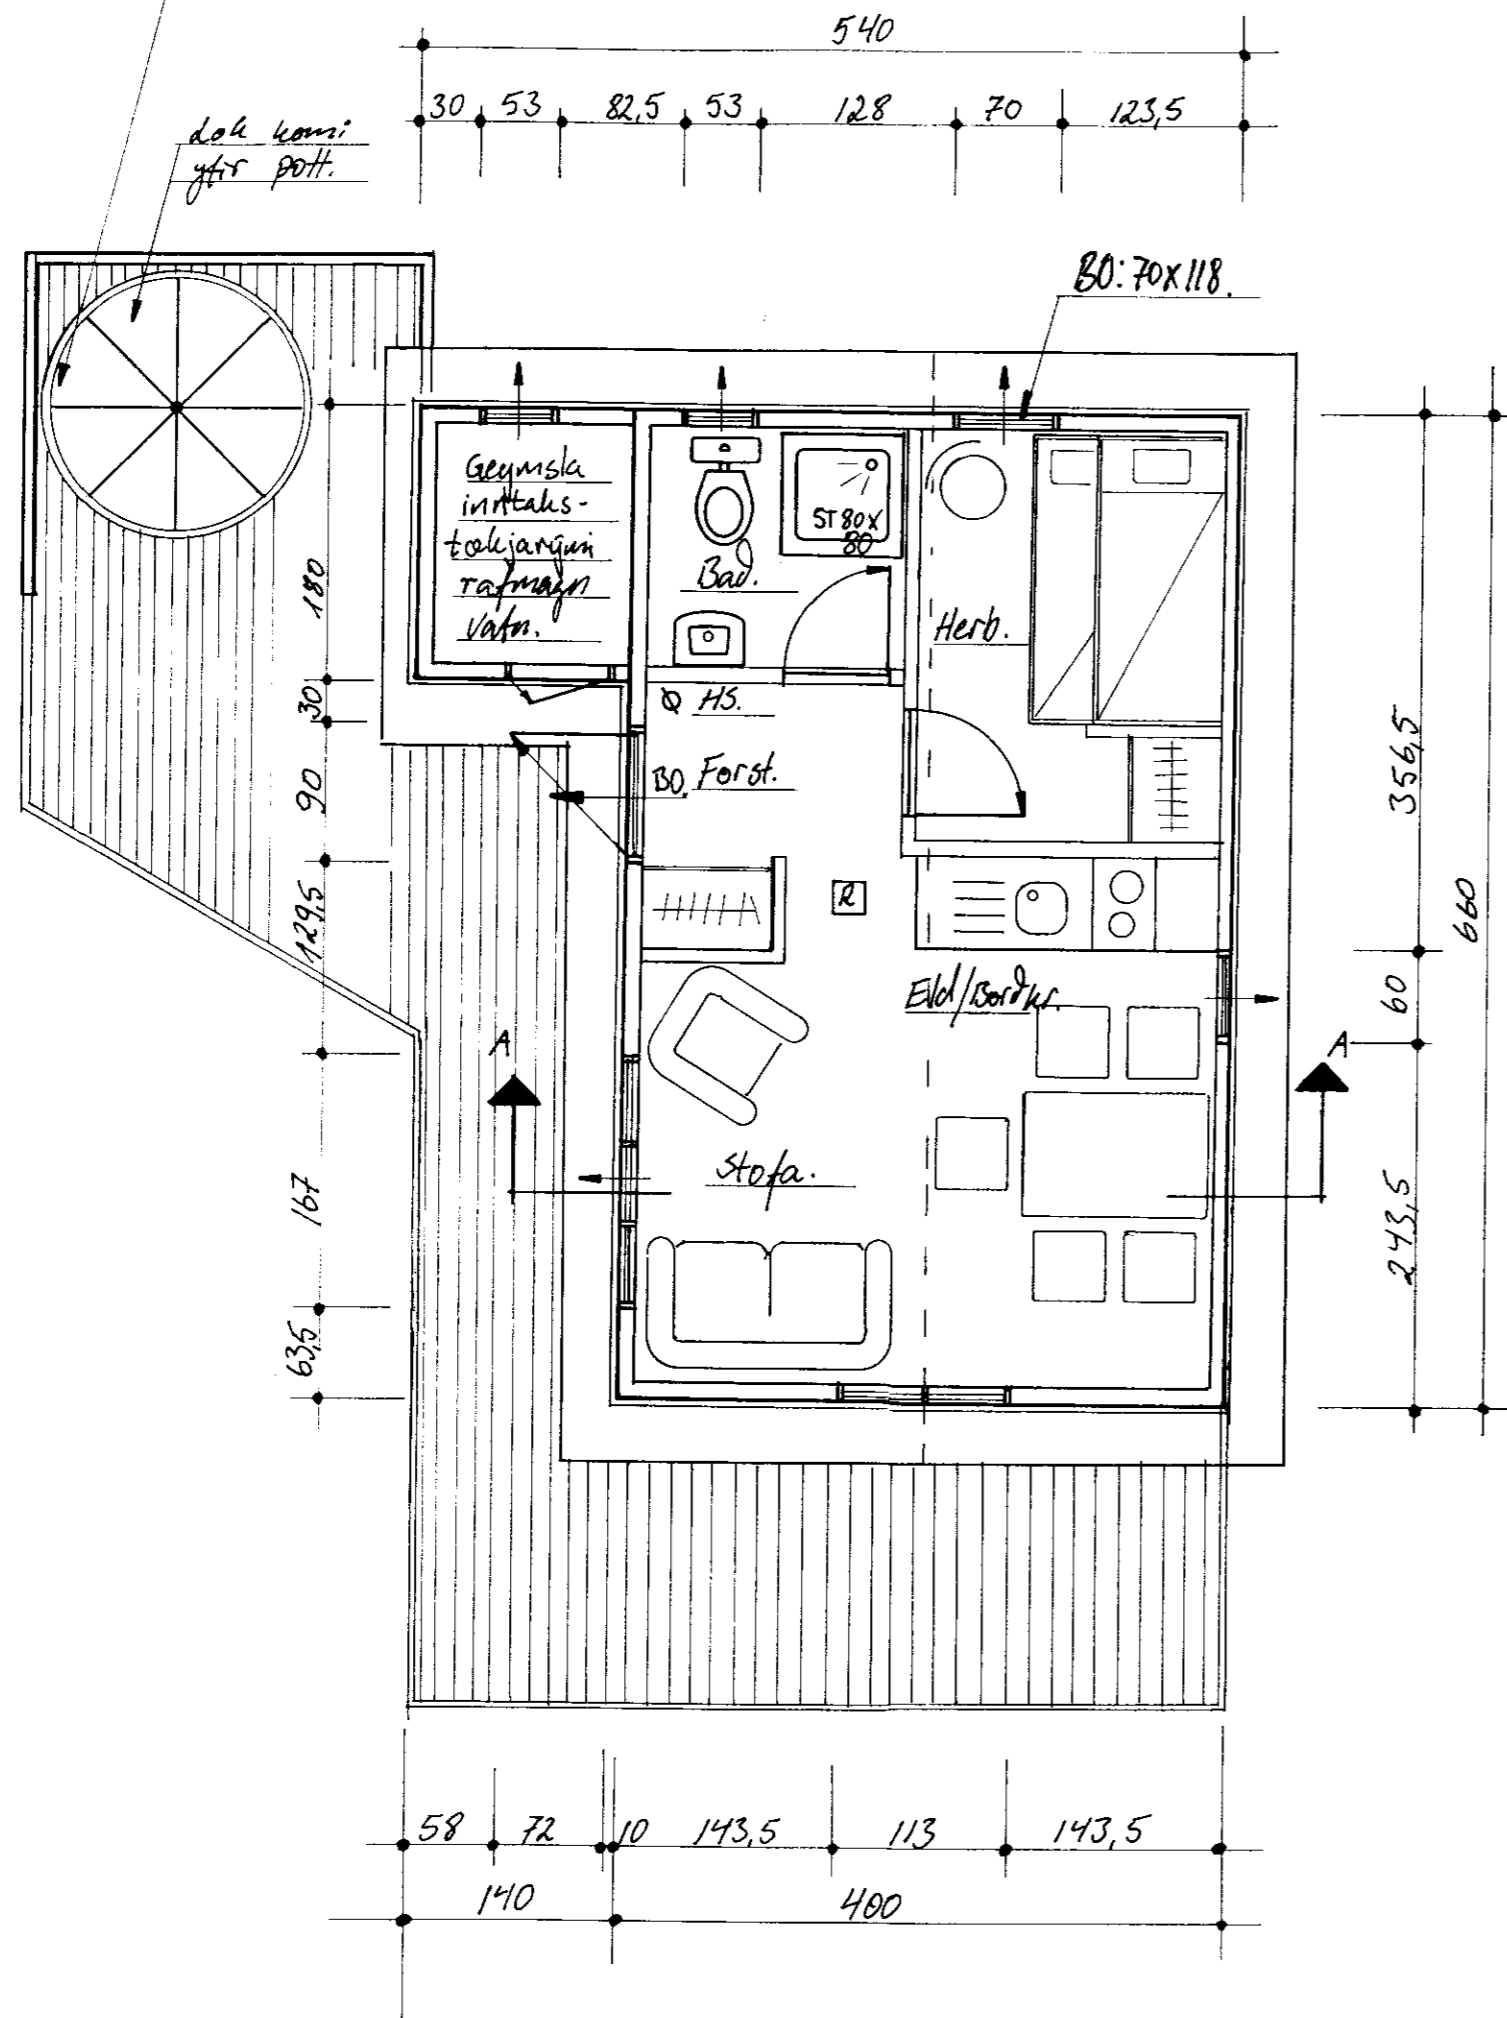 540
30 53 82,5 53 128 70 123,5
lok komi
yfir pott.
BO: 70x118.
Geymsla
inntaks-
tækjarými
rafmagn
vatn.
ST 80x
80
Bað.
Herb.
180
30
90
129,5
167
63,5
HS.
BO. Forst.
R
Eld/Borðkr.
A
A
Stofa.
356,5
60
243,5
660
58 72 10 143,5 113 143,5
140 400